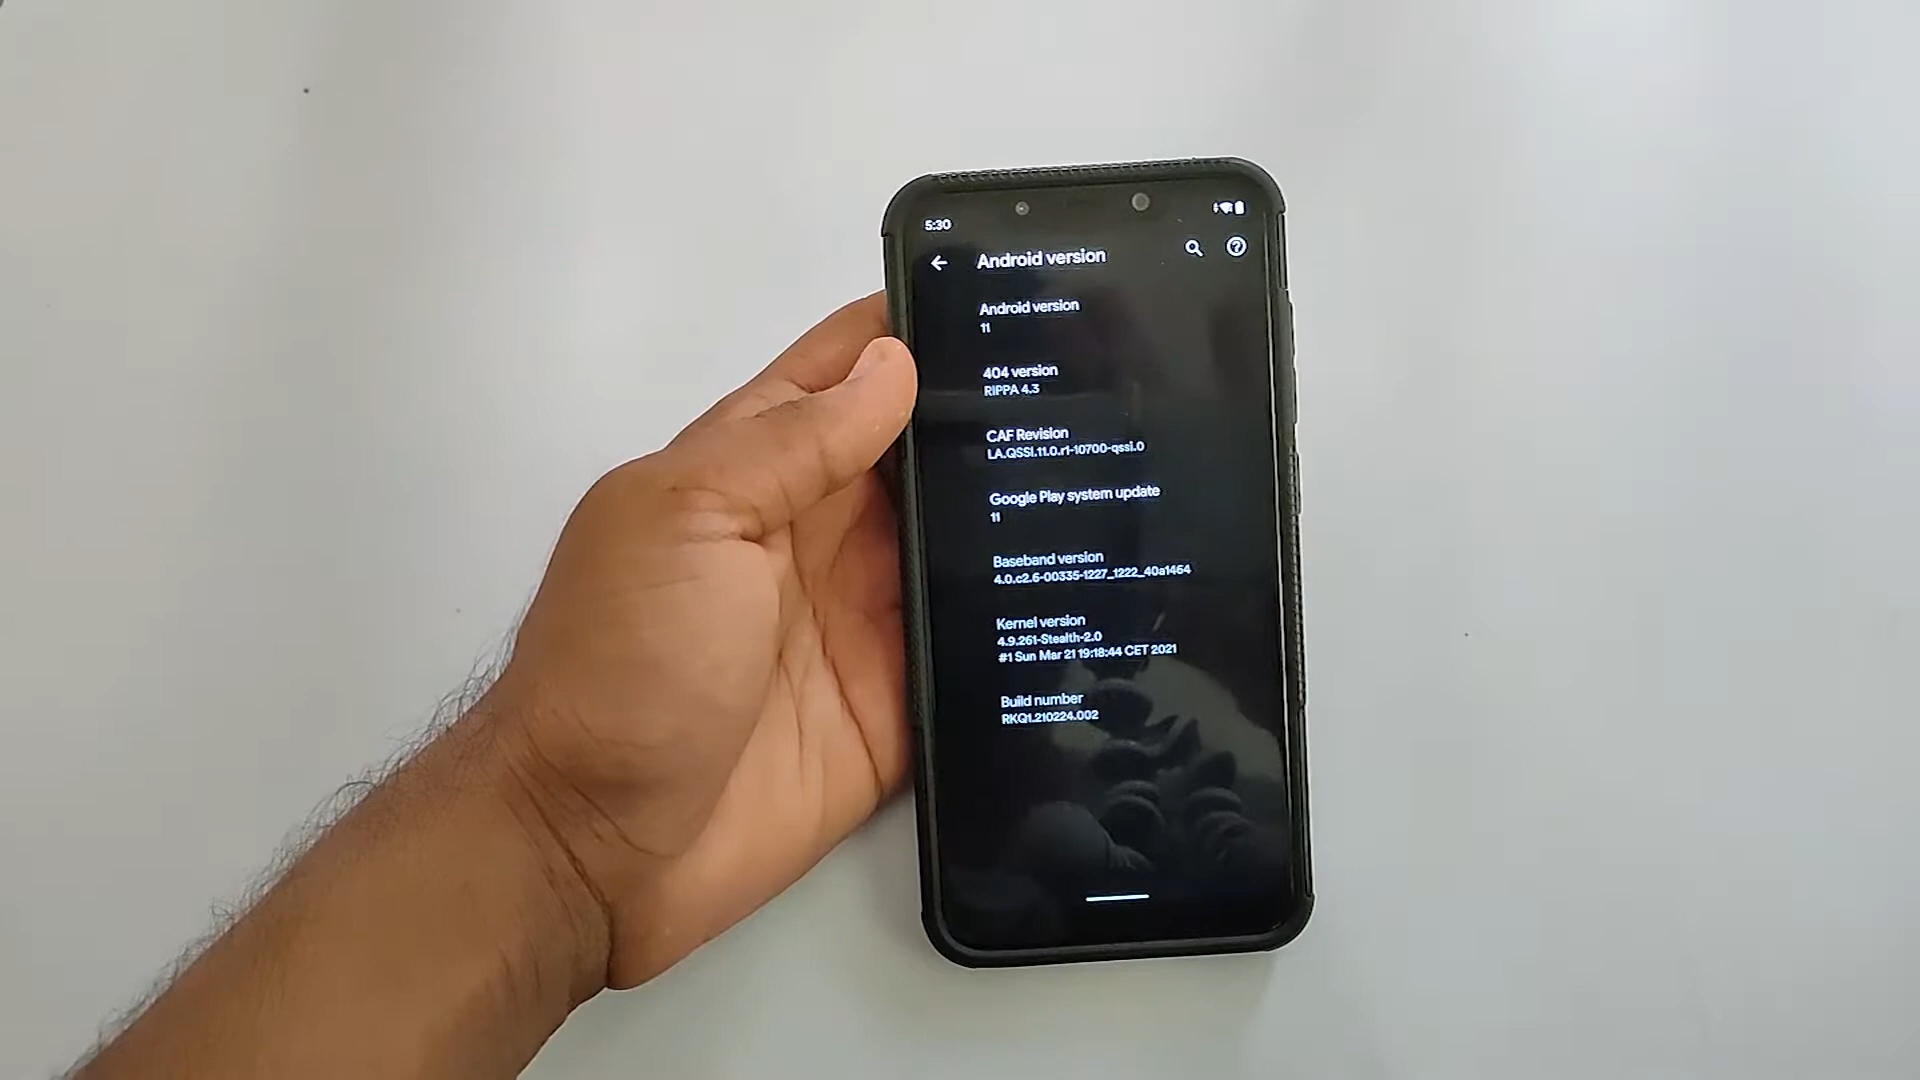 5:30
Android version
Android version
11
404 version
RIPPA 4.3
CAF Revision
LA.QSSI.11.0.r1-10700-qssi.0
Google Play system update
11
Baseband version
4.0.c2.6-00335-1227_1222_40a1464
Kernel version
4.9.261-Stealth-2.0
#1 Sun Mar 21 19:18:44 CET 2021
Build number
RKQ1.210224.002